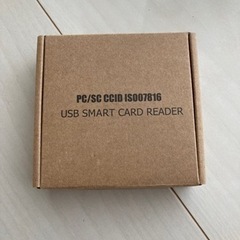 PC/SC CCID ISO07816
USB SMART CARD READER